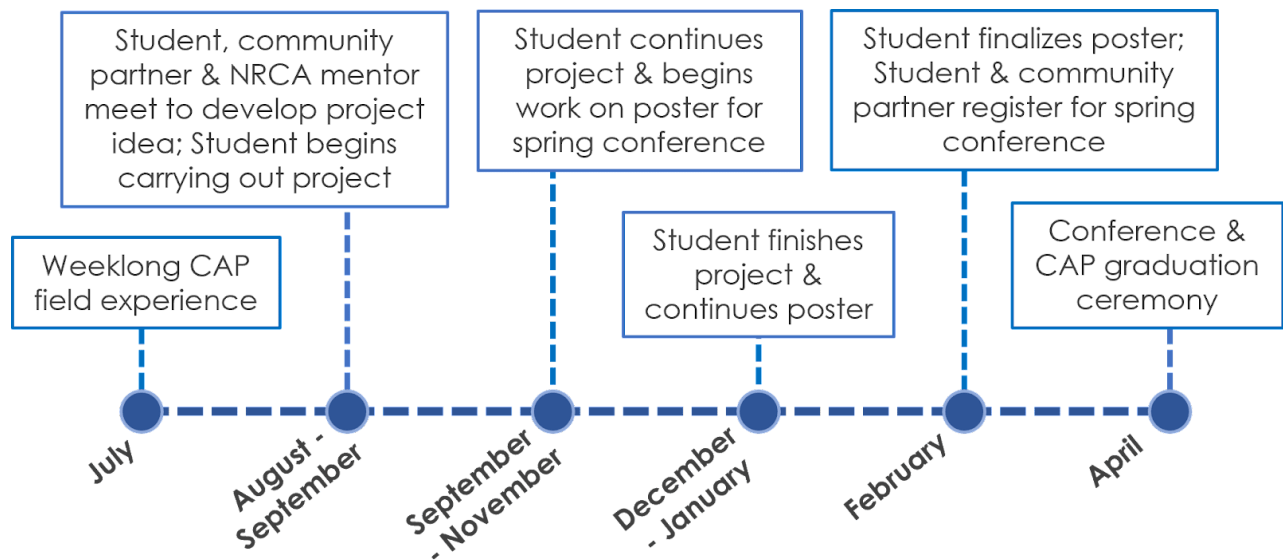 Student, community
partner & NRCA mentor
meet to develop project
idea; Student begins
carrying out project
Student continues
project & begins
work on poster for
spring conference
Student finalizes poster;
Student & community
partner register for spring
conference
Weeklong CAP
field experience
Student finishes
project &
continues poster
Conference &
CAP graduation
ceremony
July
August -
September
September
- November
December
- January
February
April